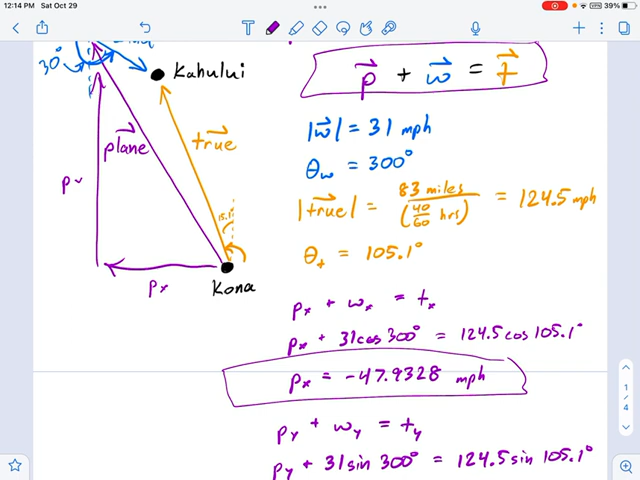 12:14 PM Sat Oct 29
39%
30°
Kahului
p⃗ + w⃗ = t⃗
plane
true
|w⃗| = 31 mph
θw = 300°
|true| = 83 miles / (40/60 hrs) = 124.5 mph
θt = 105.1°
15.1°
py
px
Kona
px + wx = tx
px + 31cos300° = 124.5 cos 105.1°
px = -47.9328 mph
1
4
py + wy = ty
py + 31 sin 300° = 124.5 sin 105.1°